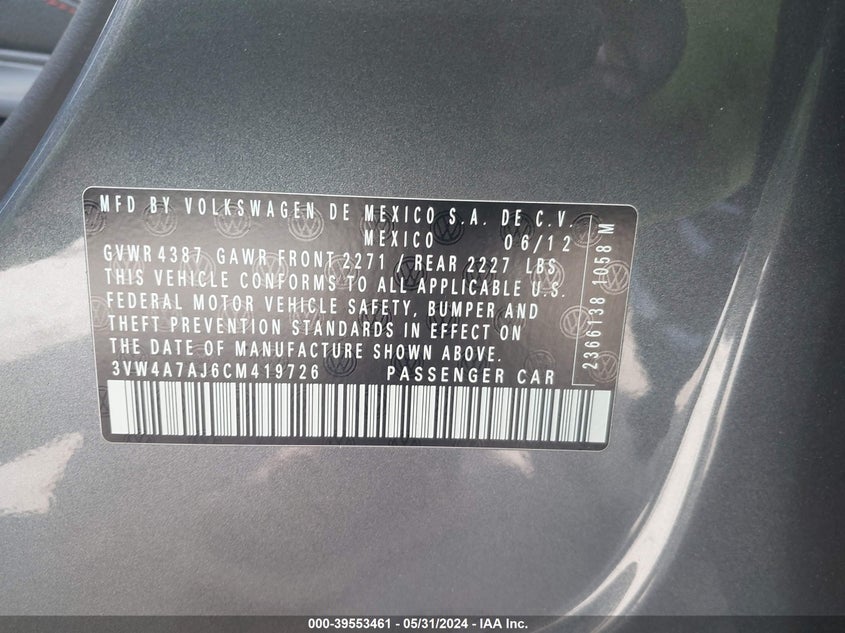 MFD BY VOLKSWAGEN DE MEXICO S.A. DE C.V.
MEXICO 06/12
GVWR 4387 GAWR FRONT 2271 / REAR 2227 LBS
THIS VEHICLE CONFORMS TO ALL APPLICABLE U.S.
FEDERAL MOTOR VEHICLE SAFETY, BUMPER AND
THEFT PREVENTION STANDARDS IN EFFECT ON
THE DATE OF MANUFACTURE SHOWN ABOVE.
3VW4A7AJ6CM419726 PASSENGER CAR
2366138 1058 M
000-39553461 - 05/31/2024 - IAA Inc.